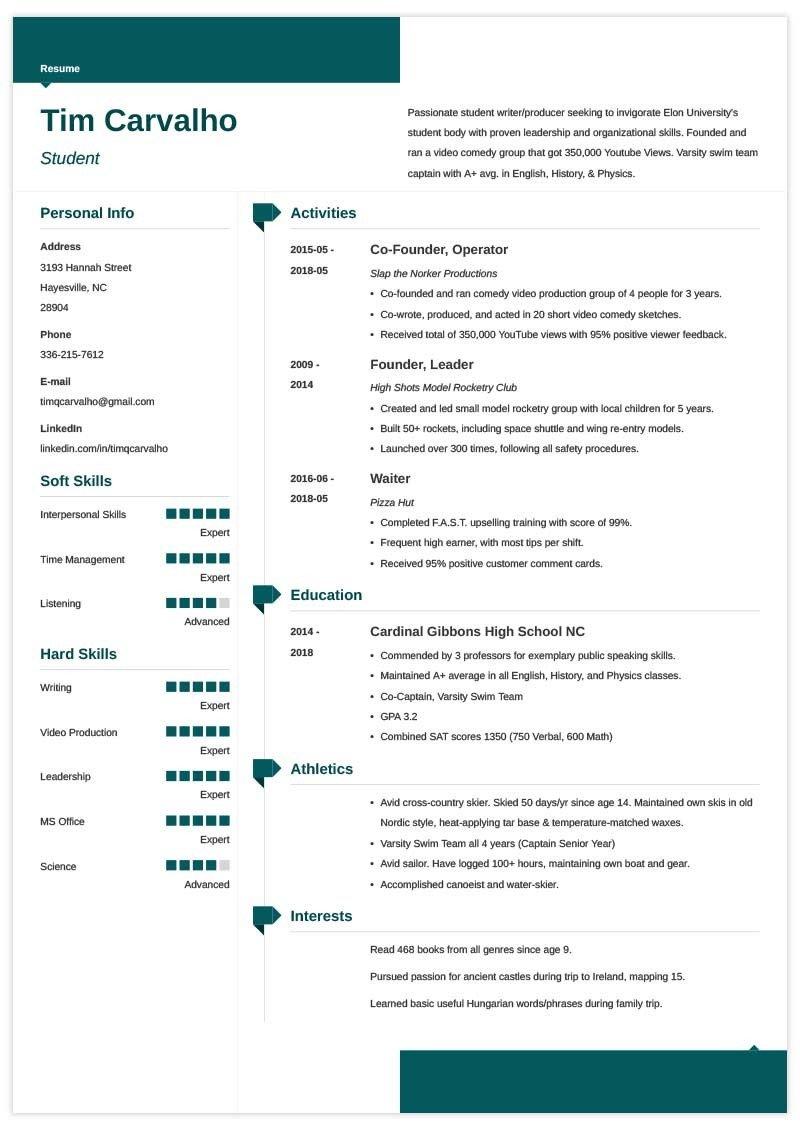 Resume
Tim Carvalho
Student
Passionate student writer/producer seeking to invigorate Elon University's
student body with proven leadership and organizational skills. Founded and
ran a video comedy group that got 350,000 Youtube Views. Varsity swim team
captain with A+ avg. in English, History, & Physics.
Personal Info
Address
3193 Hannah Street
Hayesville, NC
28904
Phone
336-215-7612
E-mail
timqcarvalho@gmail.com
LinkedIn
linkedin.com/in/timqcarvalho
Soft Skills
Interpersonal Skills
Expert
Time Management
Expert
Listening
Advanced
Hard Skills
Writing
Expert
Video Production
Expert
Leadership
Expert
MS Office
Expert
Science
Advanced
Activities
2015-05 -
2018-05
Co-Founder, Operator
Slap the Norker Productions
• Co-founded and ran comedy video production group of 4 people for 3 years.
• Co-wrote, produced, and acted in 20 short video comedy sketches.
• Received total of 350,000 YouTube views with 95% positive viewer feedback.
2009 -
2014
Founder, Leader
High Shots Model Rocketry Club
• Created and led small model rocketry group with local children for 5 years.
• Built 50+ rockets, including space shuttle and wing re-entry models.
• Launched over 300 times, following all safety procedures.
2016-06 -
2018-05
Waiter
Pizza Hut
• Completed F.A.S.T. upselling training with score of 99%.
• Frequent high earner, with most tips per shift.
• Received 95% positive customer comment cards.
Education
2014 -
2018
Cardinal Gibbons High School NC
• Commended by 3 professors for exemplary public speaking skills.
• Maintained A+ average in all English, History, and Physics classes.
• Co-Captain, Varsity Swim Team
• GPA 3.2
• Combined SAT scores 1350 (750 Verbal, 600 Math)
Athletics
• Avid cross-country skier. Skied 50 days/yr since age 14. Maintained own skis in old
Nordic style, heat-applying tar base & temperature-matched waxes.
• Varsity Swim Team all 4 years (Captain Senior Year)
• Avid sailor. Have logged 100+ hours, maintaining own boat and gear.
• Accomplished canoeist and water-skier.
Interests
Read 468 books from all genres since age 9.
Pursued passion for ancient castles during trip to Ireland, mapping 15.
Learned basic useful Hungarian words/phrases during family trip.